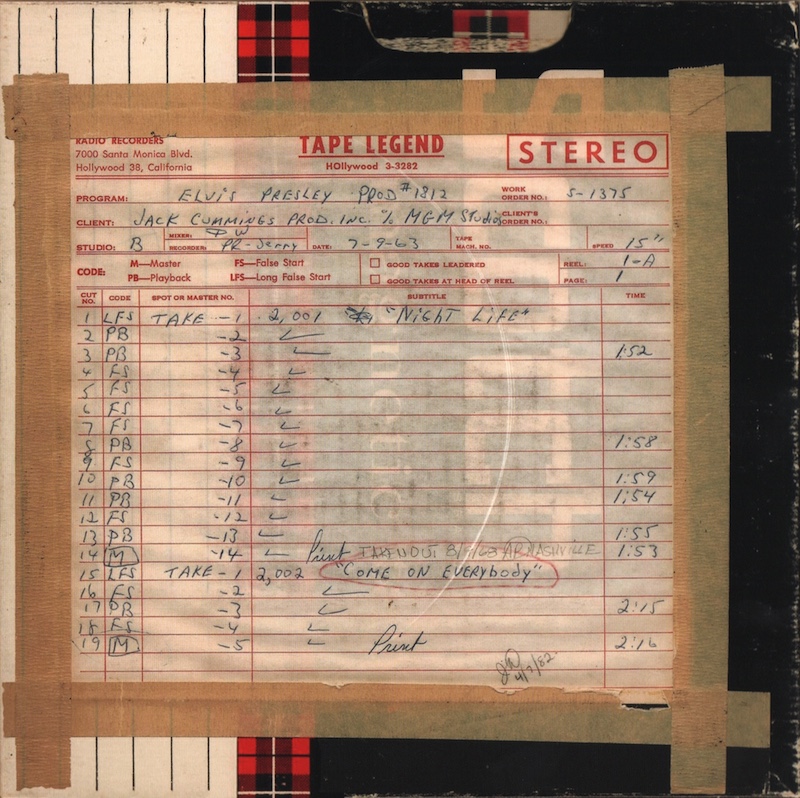 RADIO RECORDERS
7000 Santa Monica Blvd.
Hollywood 38, California
TAPE LEGEND
HOllywood 3-3282
STEREO
PROGRAM: ELVIS PRESLEY PROD #1812 WORK ORDER NO.: S-1375
CLIENT: JACK CUMMINGS PROD. INC. % MGM Studios CLIENT'S ORDER NO.:
STUDIO: B MIXER: DW RECORDER: PR-Jerry DATE: 7-9-63 TAPE MACH. NO. SPEED 15"
CODE: M—Master FS—False Start GOOD TAKES LEADERED REEL: 1-A
PB—Playback LFS—Long False Start GOOD TAKES AT HEAD OF REEL PAGE: 1
CUT NO. CODE SPOT OR MASTER NO. SUBTITLE TIME
1 LFS TAKE -1 2,001 "NighT LIFE"
2 PB -2 ✓
3 PB -3 ✓ 1:52
4 FS -4 ✓
5 FS -5 ✓
6 FS -6 ✓
7 FS -7 ✓
8 PB -8 ✓ 1:58
9 FS -9 ✓
10 PB -10 ✓ 1:59
11 PB -11 ✓ 1:54
12 FS -12 ✓
13 PB -13 ✓ 1:55
14 M -14 ✓ Print TAKEN OUT NASHVILLE 1:53
15 LFS TAKE -1 2,002 "COME ON EVERYbody"
16 FS -2 ✓
17 PB -3 ✓ 2:15
18 FS -4 ✓
19 M -5 ✓ Print 2:16
4/7/82